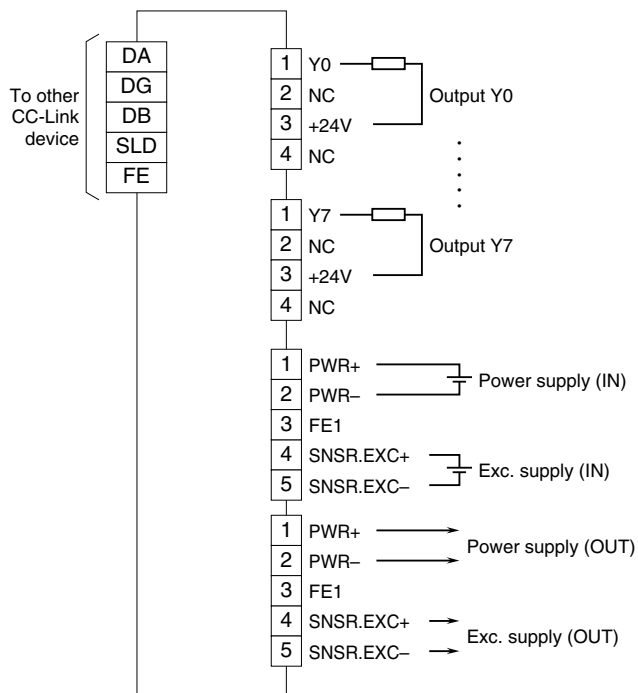 To other
CC-Link
device
DA
DG
DB
SLD
FE
1 Y0
2 NC
3 +24V
4 NC
Output Y0
1 Y7
2 NC
3 +24V
4 NC
Output Y7
1 PWR+
2 PWR–
3 FE1
4 SNSR.EXC+
5 SNSR.EXC–
Power supply (IN)
Exc. supply (IN)
1 PWR+
2 PWR–
3 FE1
4 SNSR.EXC+
5 SNSR.EXC–
Power supply (OUT)
Exc. supply (OUT)